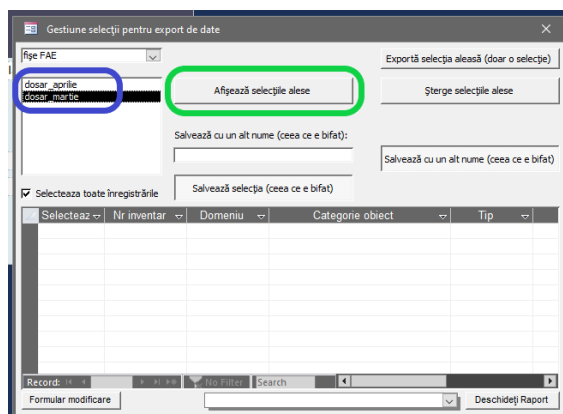 Gestiune selecții pentru export de date
fișe FAE
Exportă selecția aleasă (doar o selecție)
dosar_aprilie
dosar_martie
Afișează selecțiile alese
Șterge selecțiile alese
Salvează cu un alt nume (ceea ce e bifat):
Salvează cu un alt nume (ceea ce e bifat)
Selecteaza toate înregistrările
Salvează selecția (ceea ce e bifat)
Selecteaz Nr inventar Domeniu Categorie obiect Tip
Record: No Filter Search
Formular modificare
Deschideți Raport